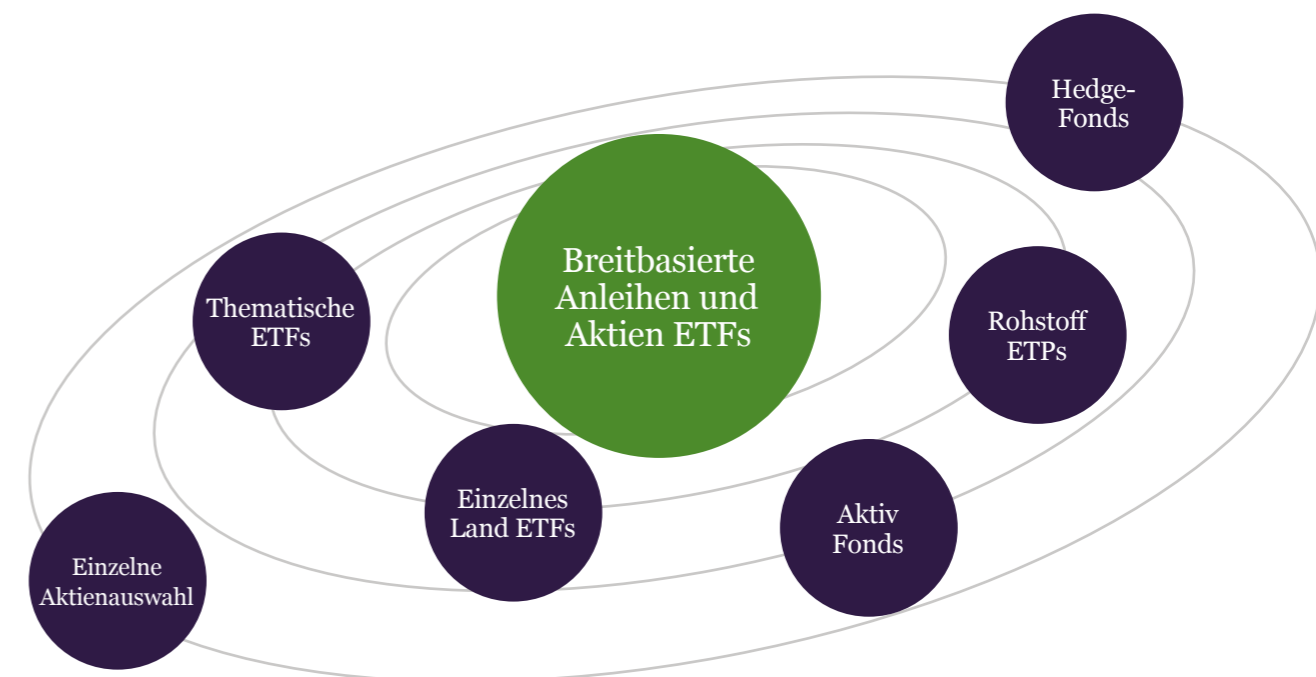 Hedge-
Fonds
Breitbasierte
Anleihen und
Aktien ETFs
Thematische
ETFs
Rohstoff
ETPs
Einzelnes
Land ETFs
Aktiv
Fonds
Einzelne
Aktienauswahl